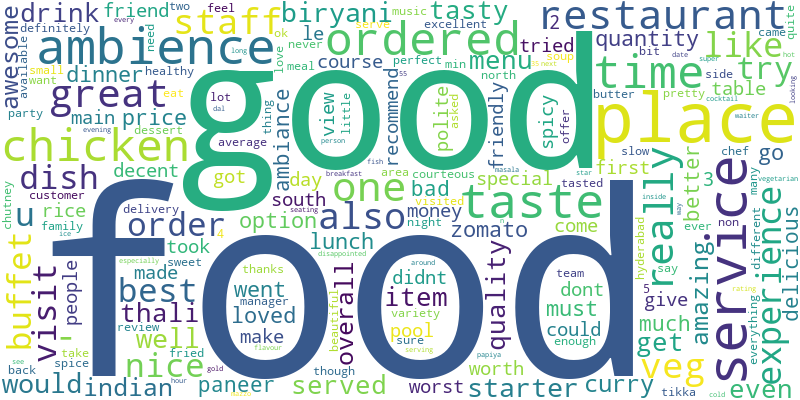 awesome
drink
staff
friend
definitely
every
feel
two
need
music
biryani
tasty
le
ok
never
serve
excellent
restaurant
2
tried
quantity
bit
came
quite
available
small
want
ambience
long
good
love
course
ordered
perfect
menu
soup
time
like
try
meal
min
north
butter
side
date
super
hot
dinner
healthy
party
great
eat
main
price
lot
dal
thing
ambiance
view
little
recommend
ss
asked
polite
friendly
spicy
offer
place
pretty
table
cocktail
looking
waiter
chicken
dessert
average
evening
person
breakfast
fish
masala
star
slow
chef
go
dish
decent
got
day
one
area
courteous
bad
special
tasted
first
really
better
3
vegetarian
many
customer
food
south
option
visited
taste
come
service
ever
non
different
delicious
chutney
u
rice
family
ice
delivery
order
4
seating
also
money
night
zomato
hyderabad
inside
way
say
amazing
everything
experience
buffet
visit
people
especially
took
sweet
lunch
disappointed
didnt
quality
around
team
dont
5
give
rating
made
best
thanks
went
manager
beautiful
overall
item
variety
thali
loved
review
make
pool
sure
must
could
enough
much
well
get
see
take
back
spice
nice
fried
flavour
though
serving
papiya
worth
veg
would
indian
hour
gold
paneer
served
worst
starter
curry
tikka
cold
even